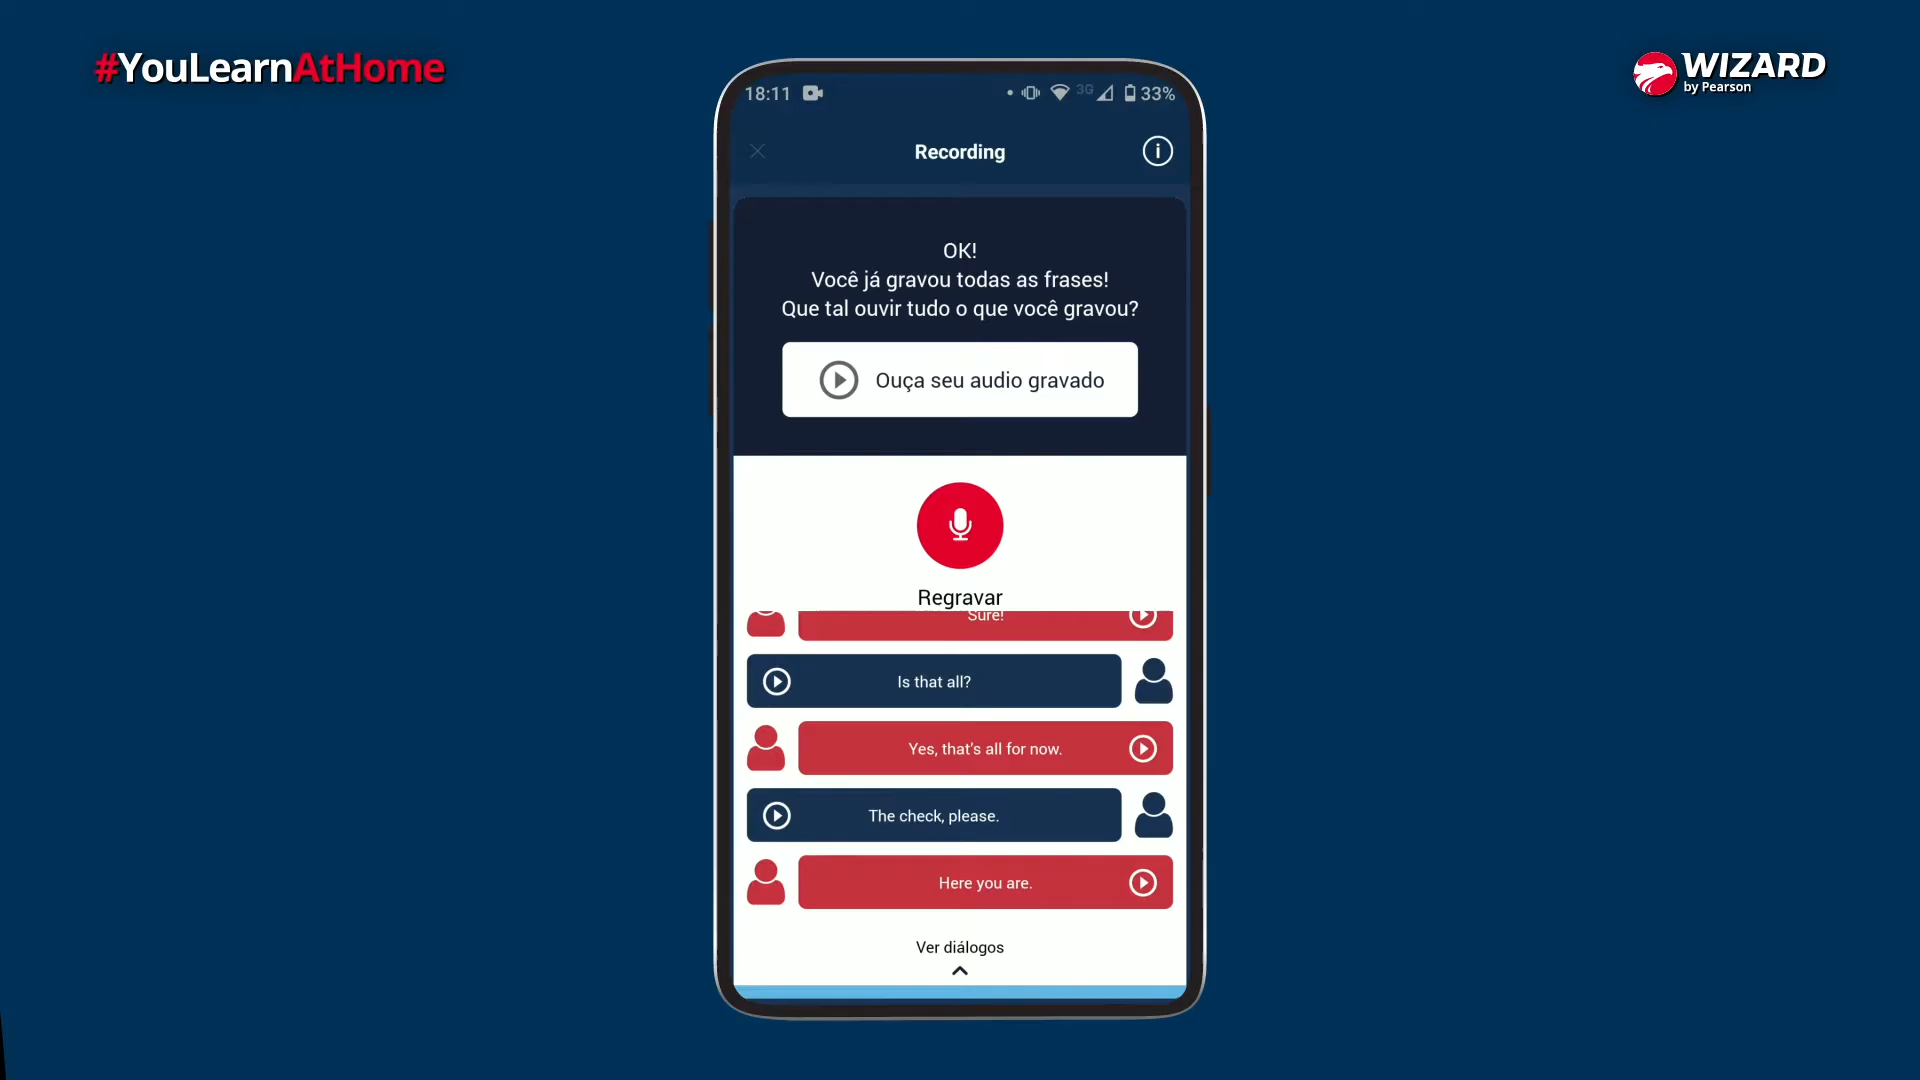 #YouLearnAtHome
WIZARD
by Pearson
18:11
3G
33%
Recording
OK!
Você já gravou todas as frases!
Que tal ouvir tudo o que você gravou?
Ouça seu audio gravado
Regravar
Sure!
Is that all?
Yes, that's all for now.
The check, please.
Here you are.
Ver diálogos